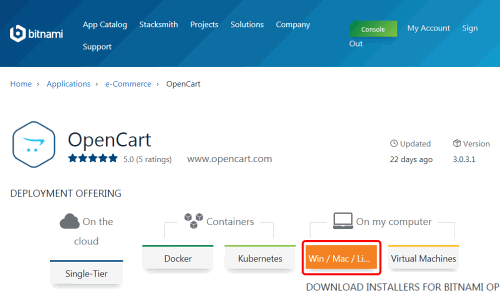 bitnami
App Catalog Stacksmith Projects Solutions Company Console My Account Sign
Support Out
Home › Applications › e-Commerce › OpenCart
OpenCart
5.0 (5 ratings) www.opencart.com
Updated Version
22 days ago 3.0.3.1
DEPLOYMENT OFFERING
On the cloud
Containers
On my computer
Single-Tier
Docker
Kubernetes
Win / Mac / Li...
Virtual Machines
DOWNLOAD INSTALLERS FOR BITNAMI OP